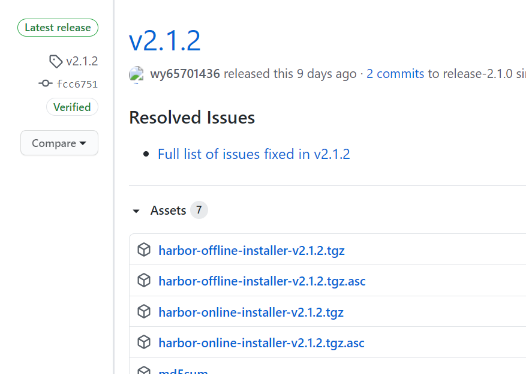 Latest release
v2.1.2
fcc6751
Verified
Compare
v2.1.2
wy65701436 released this 9 days ago · 2 commits to release-2.1.0
Resolved Issues
Full list of issues fixed in v2.1.2
Assets 7
harbor-offline-installer-v2.1.2.tgz
harbor-offline-installer-v2.1.2.tgz.asc
harbor-online-installer-v2.1.2.tgz
harbor-online-installer-v2.1.2.tgz.asc
md5sum